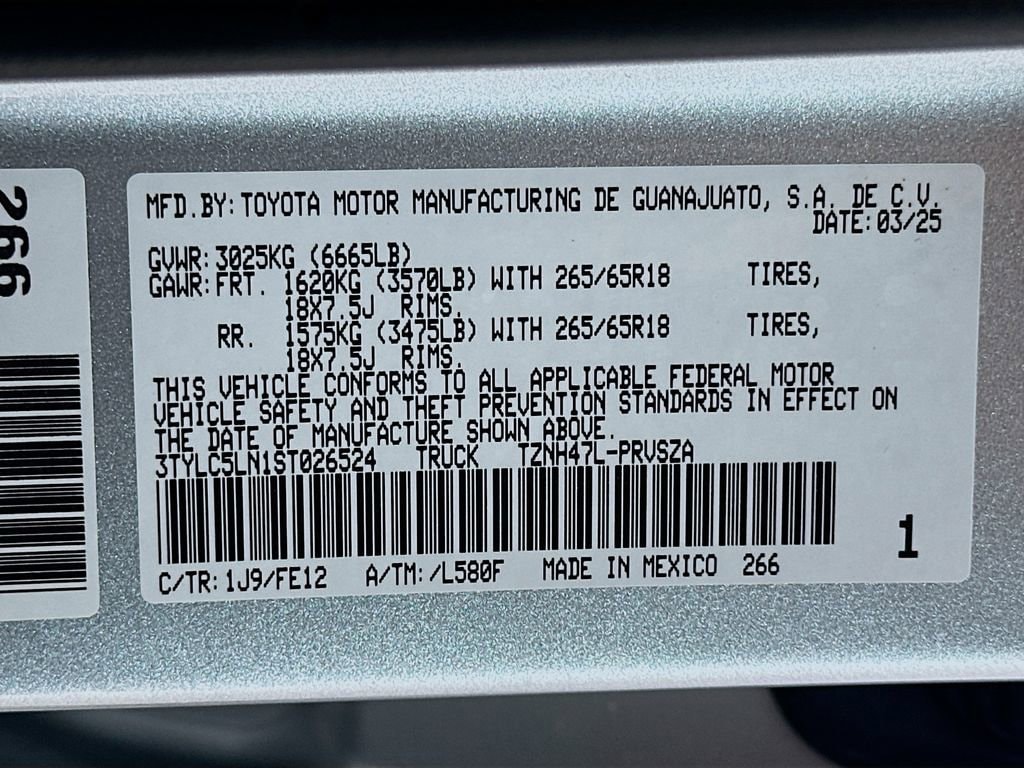 MFD.BY: TOYOTA MOTOR MANUFACTURING DE GUANAJUATO, S.A. DE C.V.
DATE: 03/25
GVWR: 3025KG (6665LB)
GAWR: FRT. 1620KG (3570LB) WITH 265/65R18 TIRES,
18X7.5J RIMS.
RR. 1575KG (3475LB) WITH 265/65R18 TIRES,
18X7.5J RIMS.
THIS VEHICLE CONFORMS TO ALL APPLICABLE FEDERAL MOTOR
VEHICLE SAFETY AND THEFT PREVENTION STANDARDS IN EFFECT ON
THE DATE OF MANUFACTURE SHOWN ABOVE.
3TYLC5LN1ST026524 TRUCK TZNH47L-PRVSZA
1
C/TR: 1J9/FE12 A/TM: /L580F MADE IN MEXICO 266
266